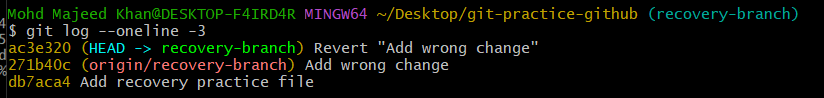 Mohd Majeed Khan@DESKTOP-F4IRD4R MINGW64 ~/Desktop/git-practice-github (recovery-branch)
$ git log --oneline -3
ac3e320 (HEAD -> recovery-branch) Revert "Add wrong change"
271b40c (origin/recovery-branch) Add wrong change
db7aca4 Add recovery practice file